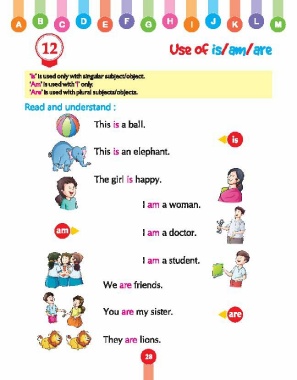 A B C D E F G H I J K L M
12
Use of is/am/are
'Is' is used only with singular subject/object.
'Am' is used with 'I' only.
'Are' is used with plural subjects/objects.
Read and understand :
This is a ball.
is
This is an elephant.
The girl is happy.
I am a woman.
am
I am a doctor.
I am a student.
We are friends.
You are my sister.
are
They are lions.
28